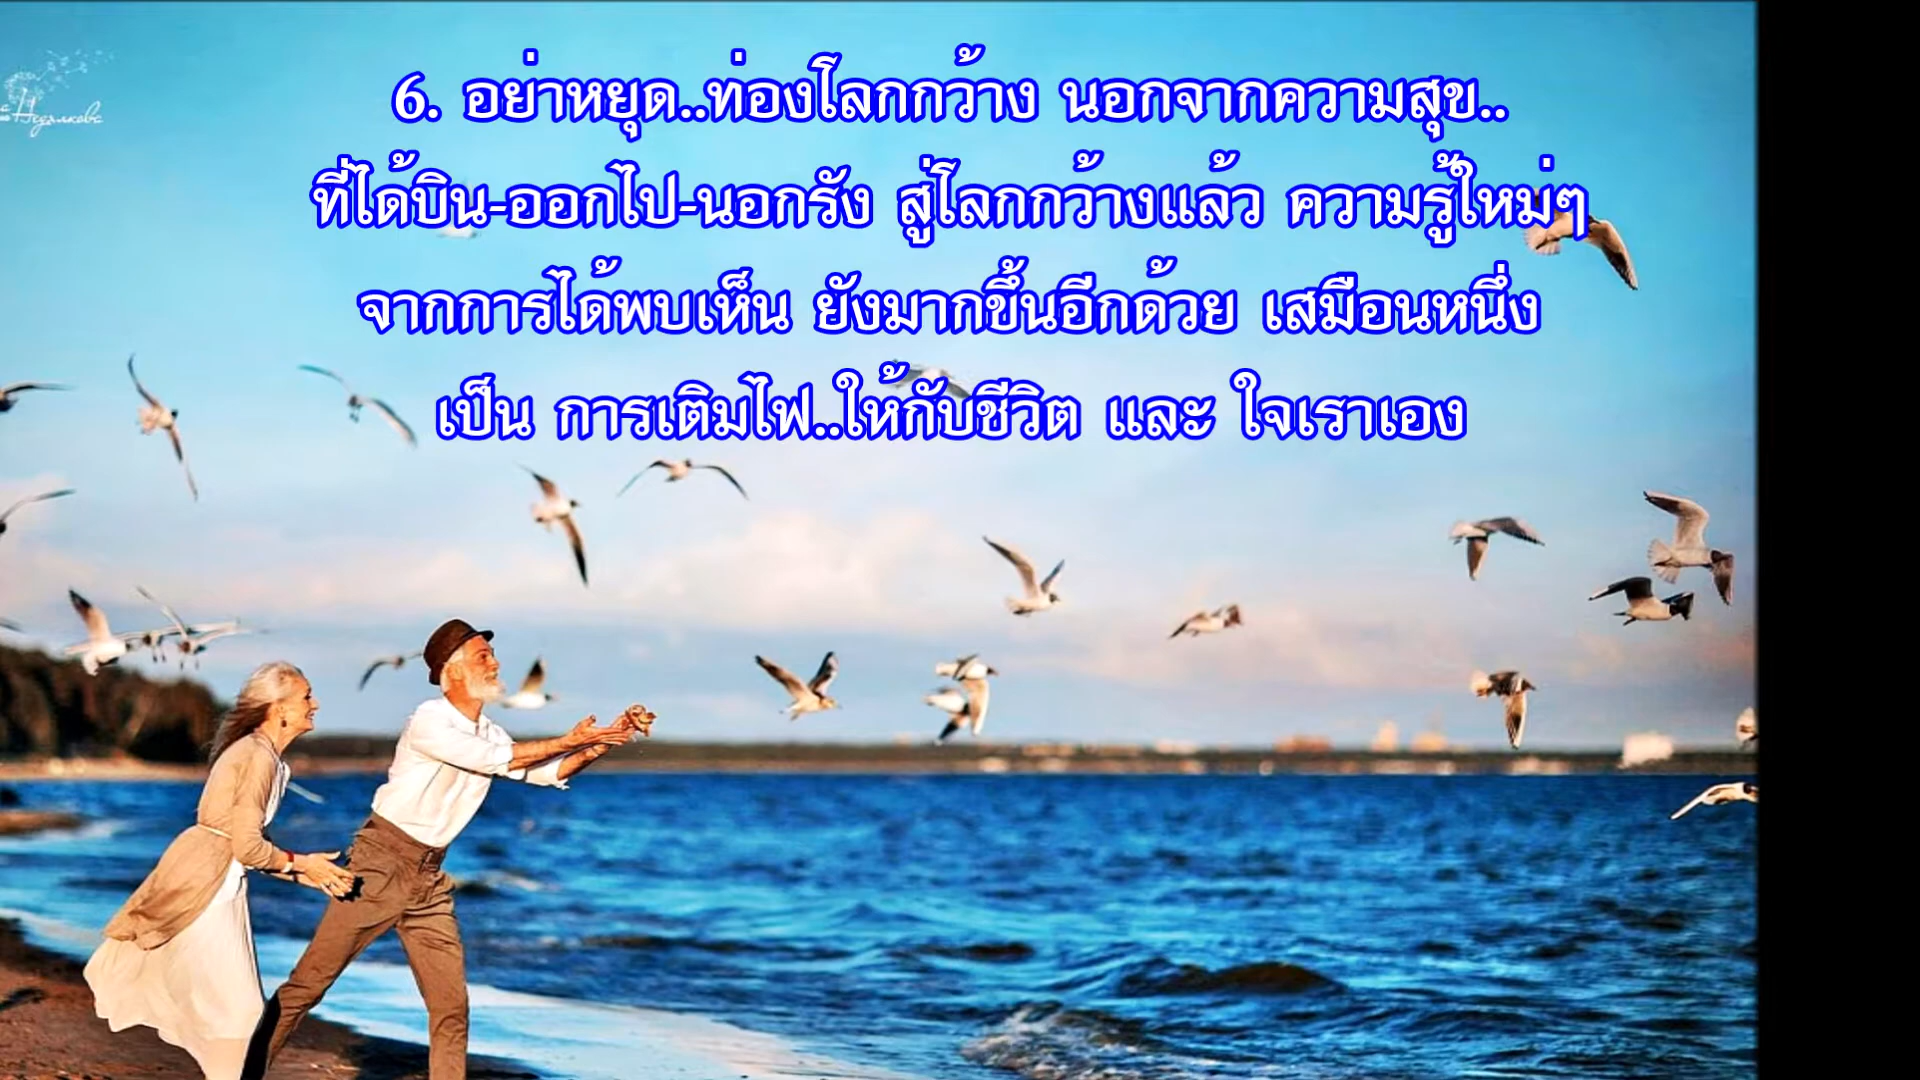 6. อย่าหยุด..ท่องโลกกว้าง นอกจากความสุข..
ที่ได้บิน-ออกไป-นอกรัง สู่โลกกว้างแล้ว ความรู้ใหม่ๆ
จากการได้พบเห็น ยังมากขึ้นอีกด้วย เสมือนหนึ่ง
เป็น การเติมไฟ..ให้กับชีวิต และ ใจเราเอง